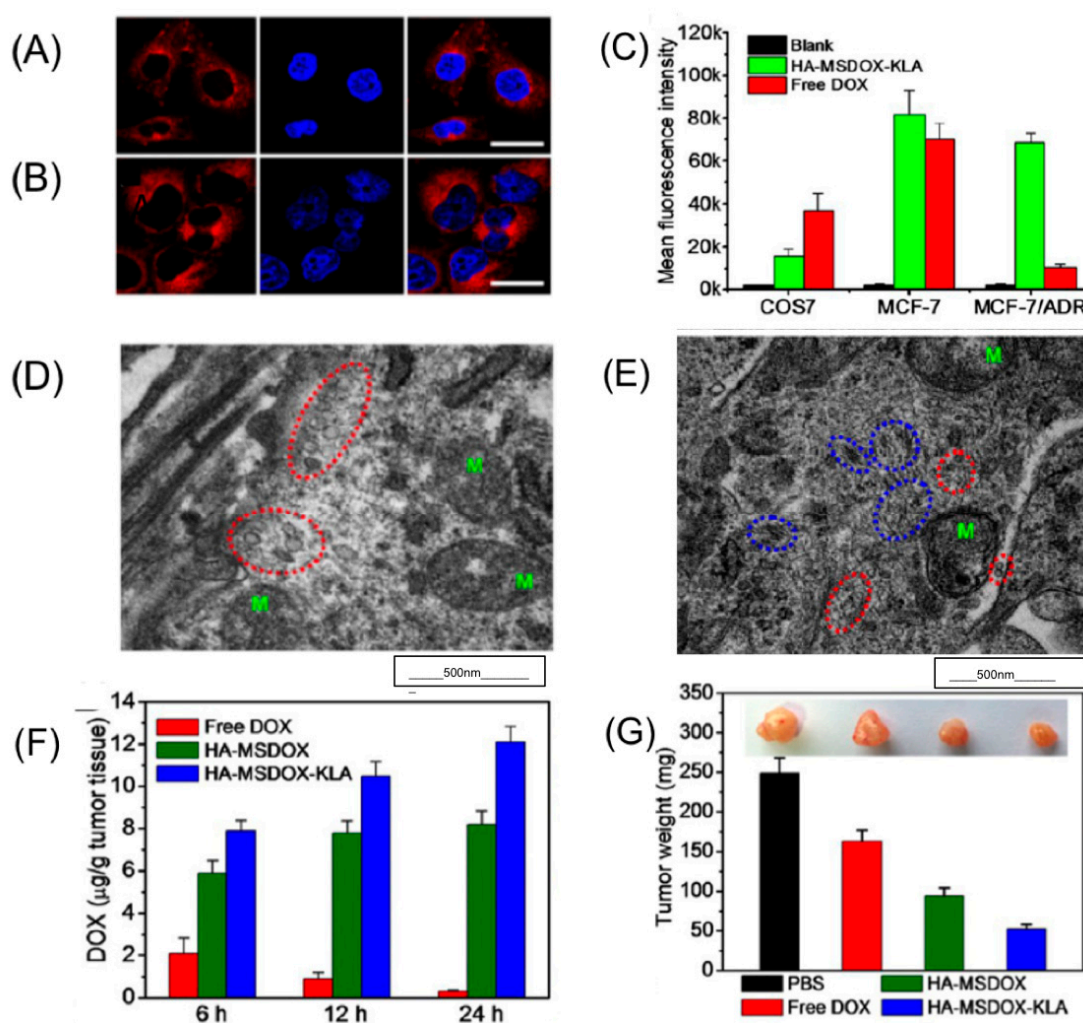 (A)
(B)
(C)
Mean fluorescence intensity
120k
100k
80k
60k
40k
20k
0k
Blank
HA-MSDOX-KLA
Free DOX
COS7 MCF-7 MCF-7/ADR
(D)
M
M
M
500nm
(E)
M
M
500nm
(F)
DOX (μg/g tumor tissue)
14
12
10
8
6
4
2
0
Free DOX
HA-MSDOX
HA-MSDOX-KLA
6 h 12 h 24 h
(G)
Tumor weight (mg)
350
300
250
200
150
100
50
0
PBS HA-MSDOX
Free DOX HA-MSDOX-KLA